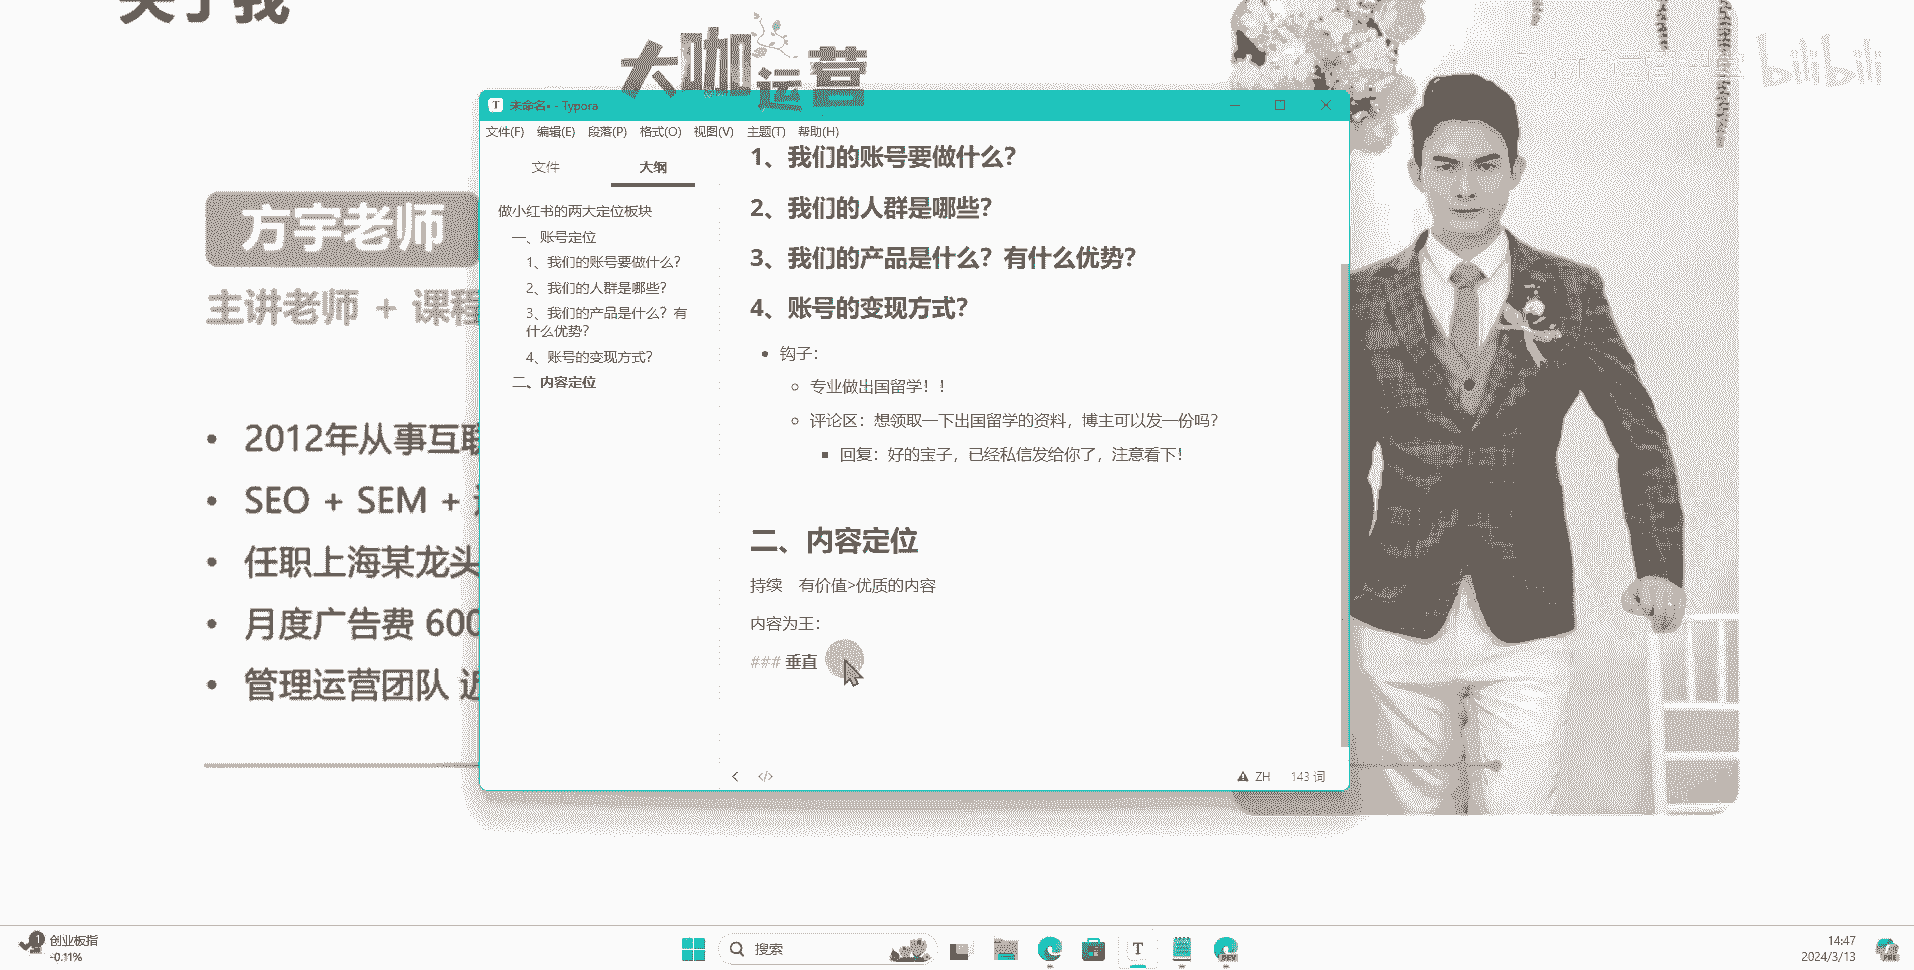 关于我
大咖运营
bilibili
未命名• - Typora
文件(F) 编辑(E) 段落(P) 格式(O) 视图(V) 主题(T) 帮助(H)
文件 大纲
做小红书的两大定位板块
一、账号定位
1、我们的账号要做什么?
2、我们的人群是哪些?
3、我们的产品是什么? 有
什么优势?
4、账号的变现方式?
二、内容定位
1、我们的账号要做什么?
2、我们的人群是哪些?
3、我们的产品是什么? 有什么优势?
4、账号的变现方式?
• 钩子:
专业做出国留学! !
评论区: 想领取一下出国留学的资料, 博主可以发一份吗?
回复: 好的宝子, 已经私信发给你了, 注意看下!
二、内容定位
持续 有价值>优质的内容
内容为王:
### 垂直
ZH 143 词
方宇老师
主讲老师 + 课程
• 2012年从事互联
• SEO + SEM +
• 任职上海某龙头
• 月度广告费 600
• 管理运营团队 近
1
创业板指
-0.11%
搜索
T
DEV
14:47
2024/3/13
PRE